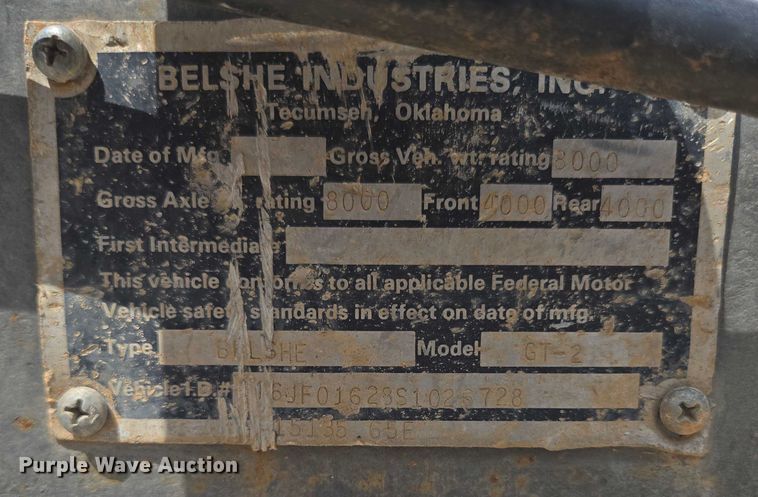 BELSHE INDUSTRIES, INC.
Tecumseh, Oklahoma
Date of Mfg. Gross Veh. wt. rating 8000
Gross Axle rating 8000 Front 4000 Rear 4000
First Intermediate
This vehicle conforms to all applicable Federal Motor
Vehicle safety standards in effect on date of mfg.
Type BELSHE Model GT-2
Vehicle I.D.# 16JF01628S1026728
Purple Wave Auction